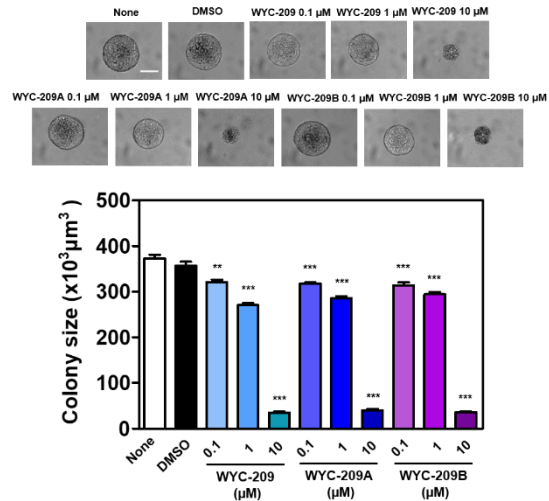 None
DMSO
WYC-209 0.1 µM
WYC-209 1 µM
WYC-209 10 µM
WYC-209A 0.1 µM
WYC-209A 1 µM
WYC-209A 10 µM
WYC-209B 0.1 µM
WYC-209B 1 µM
WYC-209B 10 µM
Colony size (x10³µm³)
500
400
300
200
100
0
**
***
***
***
***
***
***
***
***
None
DMSO
0.1
1
10
0.1
1
10
0.1
1
10
WYC-209
(µM)
WYC-209A
(µM)
WYC-209B
(µM)